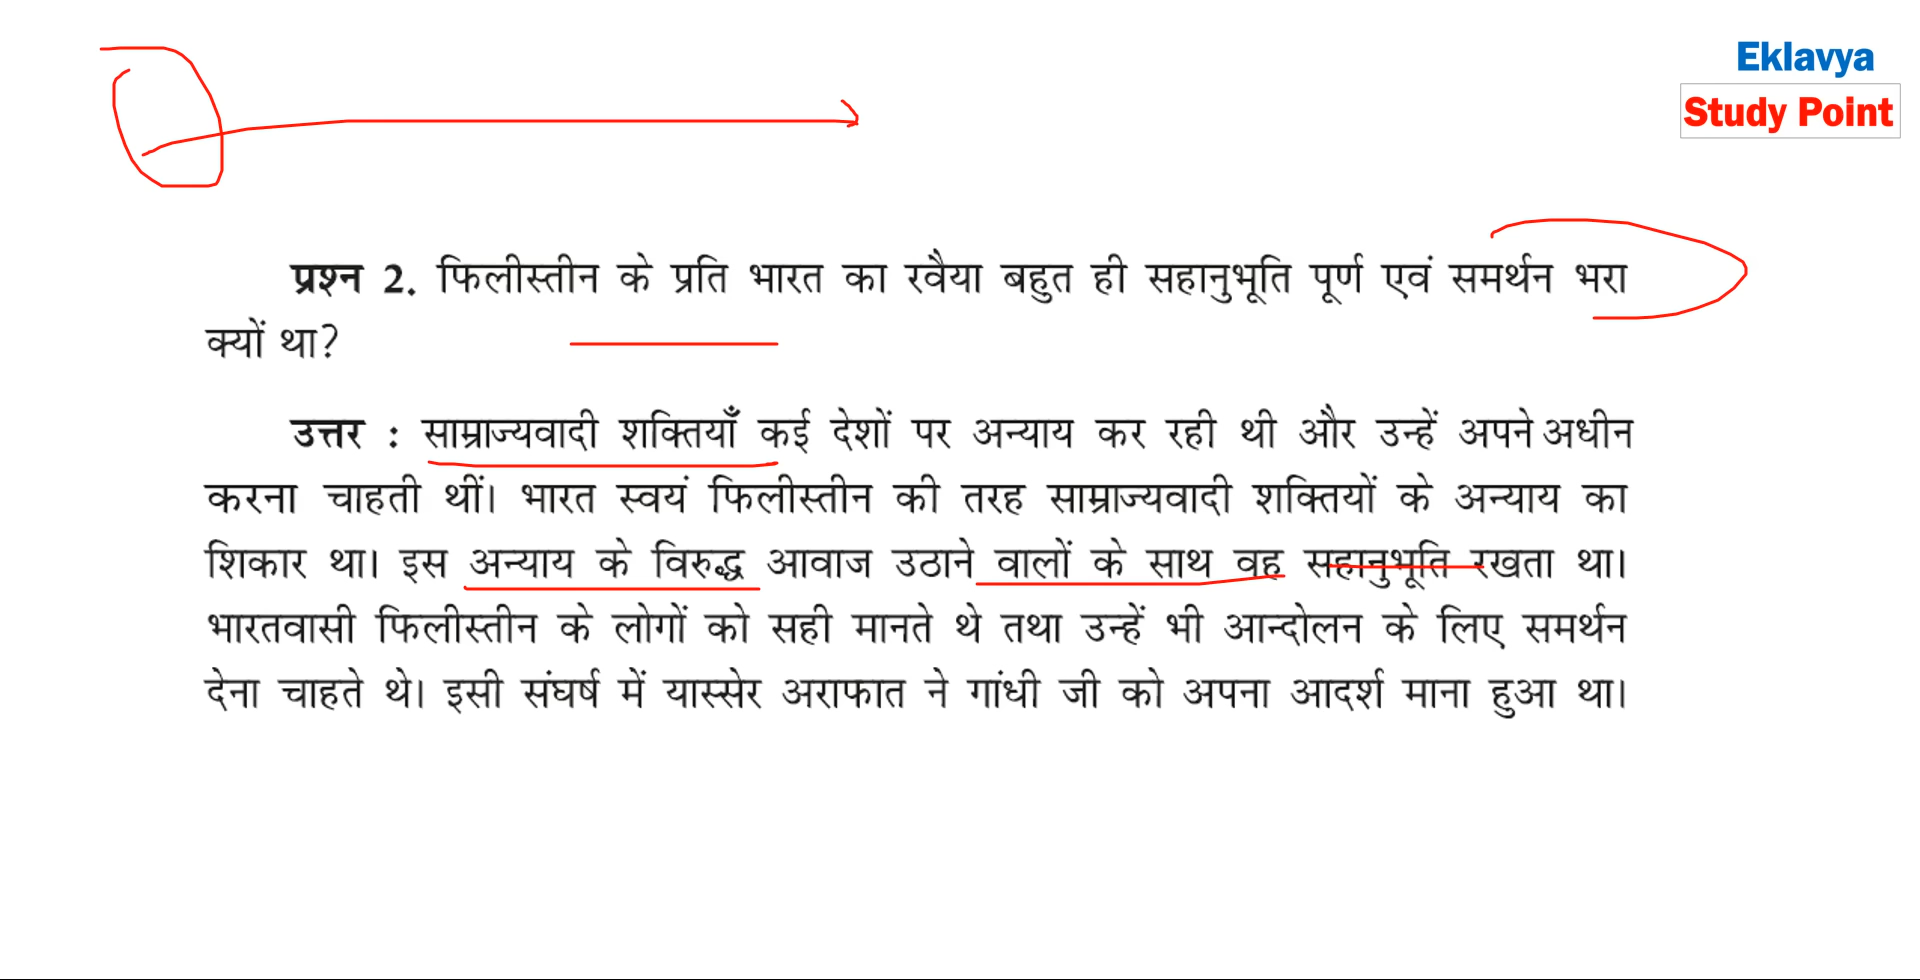 Eklavya
Study Point
प्रश्न 2. फिलीस्तीन के प्रति भारत का रवैया बहुत ही सहानुभूति पूर्ण एवं समर्थन भरा
क्यों था?
उत्तर : साम्राज्यवादी शक्तियाँ कई देशों पर अन्याय कर रही थी और उन्हें अपने अधीन
करना चाहती थीं। भारत स्वयं फिलीस्तीन की तरह साम्राज्यवादी शक्तियों के अन्याय का
शिकार था। इस अन्याय के विरुद्ध आवाज उठाने वालों के साथ वह सहानुभूति रखता था।
भारतवासी फिलीस्तीन के लोगों को सही मानते थे तथा उन्हें भी आन्दोलन के लिए समर्थन
देना चाहते थे। इसी संघर्ष में यास्सेर अराफात ने गांधी जी को अपना आदर्श माना हुआ था।